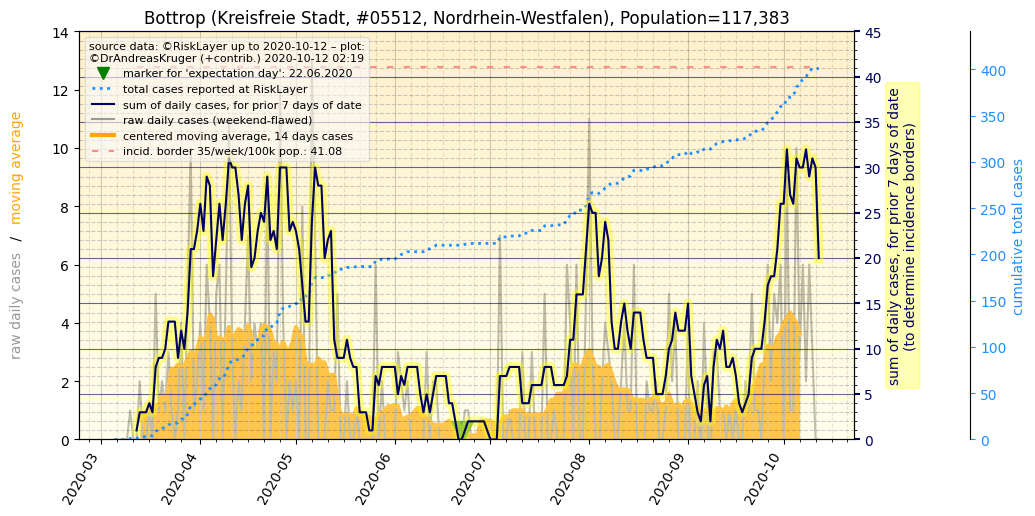 Bottrop (Kreisfreie Stadt, #05512, Nordrhein-Westfalen), Population=117,383
source data: ©RiskLayer up to 2020-10-12 – plot:
©DrAndreasKruger (+contrib.) 2020-10-12 02:19
marker for 'expectation day': 22.06.2020
total cases reported at RiskLayer
sum of daily cases, for prior 7 days of date
raw daily cases (weekend-flawed)
centered moving average, 14 days cases
incid. border 35/week/100k pop.: 41.08
raw daily cases / moving average
14
12
10
8
6
4
2
0
45
40
35
30
25
20
15
10
5
0
sum of daily cases, for prior 7 days of date
(to determine incidence borders)
400
350
300
250
200
150
100
50
0
cumulative total cases
2020-03
2020-04
2020-05
2020-06
2020-07
2020-08
2020-09
2020-10